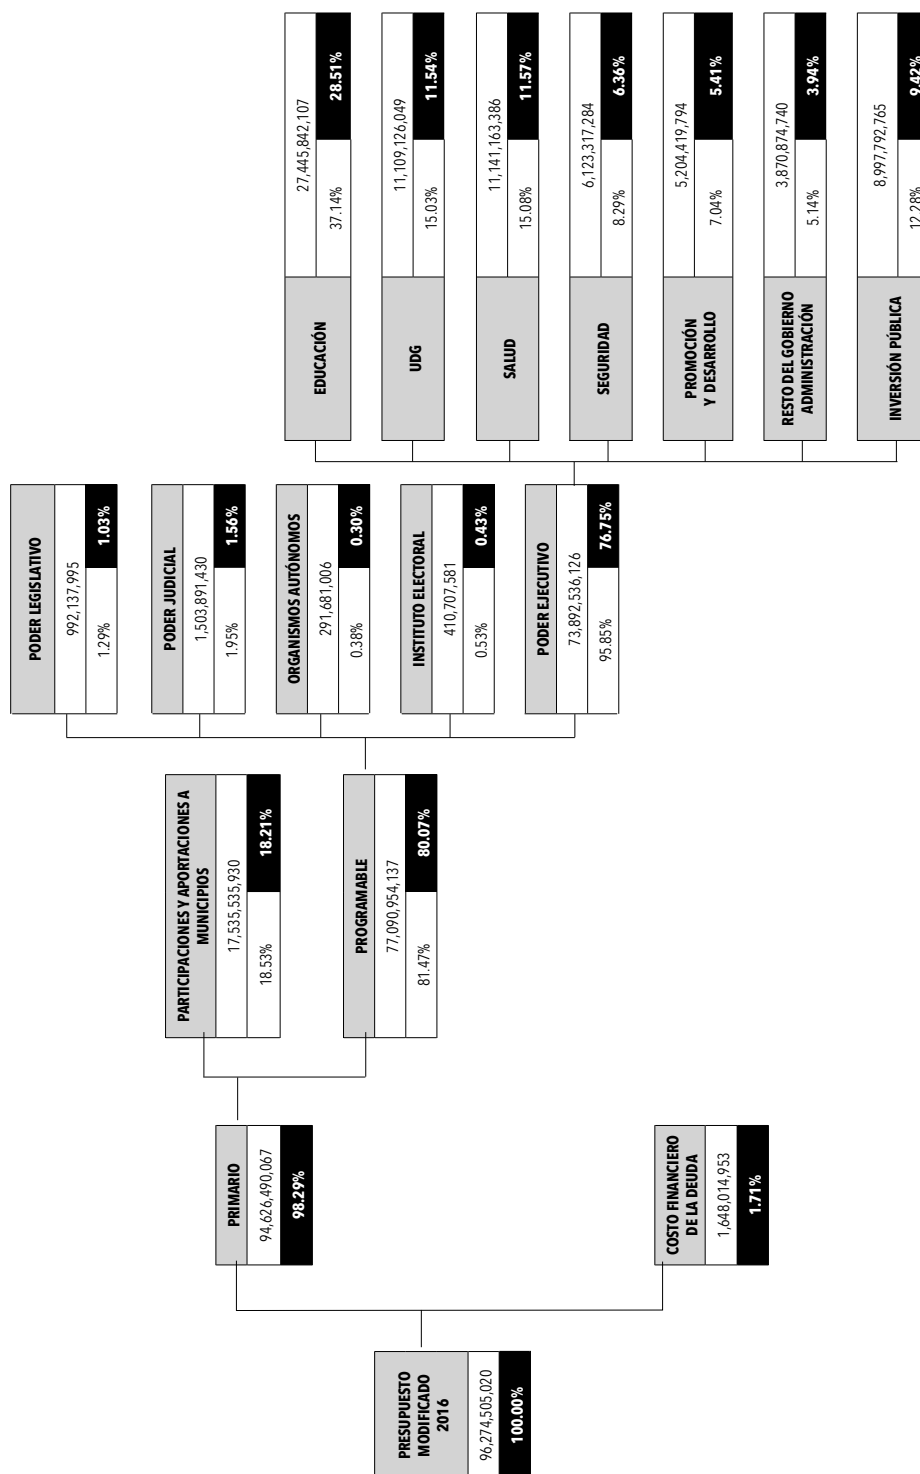 PRESUPUESTO
MODIFICADO
2016
96,274,505,020
100.00%
PRIMARIO
94,626,490,067
98.29%
COSTO FINANCIERO
DE LA DEUDA
1,648,014,953
1.71%
PARTICIPACIONES Y APORTACIONES A
MUNICIPIOS
17,535,535,930
18.53% 18.21%
PROGRAMABLE
77,090,954,137
81.47% 80.07%
PODER LEGISLATIVO
992,137,995
1.29% 1.03%
PODER JUDICIAL
1,503,891,430
1.95% 1.56%
ORGANISMOS AUTÓNOMOS
291,681,006
0.38% 0.30%
INSTITUTO ELECTORAL
410,707,581
0.53% 0.43%
PODER EJECUTIVO
73,892,536,126
95.85% 76.75%
EDUCACIÓN
27,445,842,107
37.14% 28.51%
UDG
11,109,126,049
15.03% 11.54%
SALUD
11,141,163,386
15.08% 11.57%
SEGURIDAD
6,123,317,284
8.29% 6.36%
PROMOCIÓN
Y DESARROLLO
5,204,419,794
7.04% 5.41%
RESTO DEL GOBIERNO
ADMINISTRACIÓN
3,870,874,740
5.14% 3.94%
INVERSIÓN PÚBLICA
8,997,792,765
12.28% 9.42%